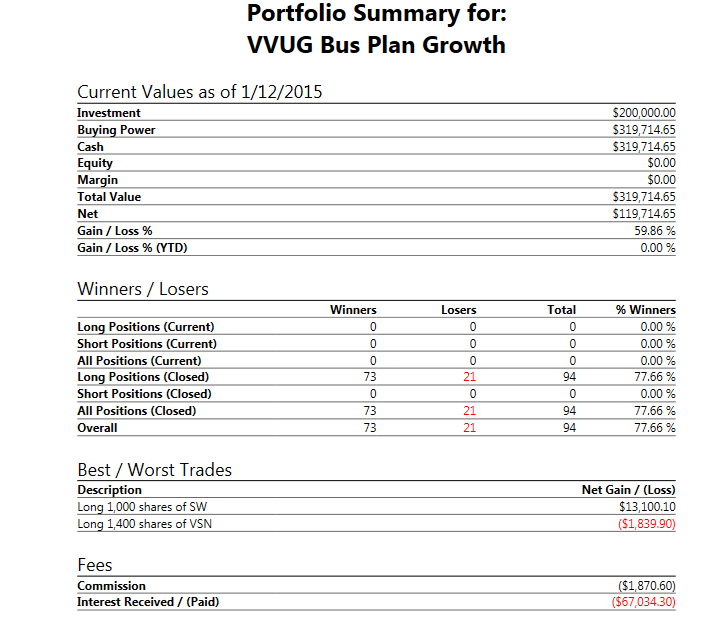 Portfolio Summary for:
VVUG Bus Plan Growth
Current Values as of 1/12/2015
Investment $200,000.00
Buying Power $319,714.65
Cash $319,714.65
Equity $0.00
Margin $0.00
Total Value $319,714.65
Net $119,714.65
Gain / Loss % 59.86 %
Gain / Loss % (YTD) 0.00 %
Winners / Losers
Winners Losers Total % Winners
Long Positions (Current) 0 0 0 0.00 %
Short Positions (Current) 0 0 0 0.00 %
All Positions (Current) 0 0 0 0.00 %
Long Positions (Closed) 73 21 94 77.66 %
Short Positions (Closed) 0 0 0 0.00 %
All Positions (Closed) 73 21 94 77.66 %
Overall 73 21 94 77.66 %
Best / Worst Trades
Description Net Gain / (Loss)
Long 1,000 shares of SW $13,100.10
Long 1,400 shares of VSN ($1,839.90)
Fees
Commission ($1,870.60)
Interest Received / (Paid) ($67,034.30)